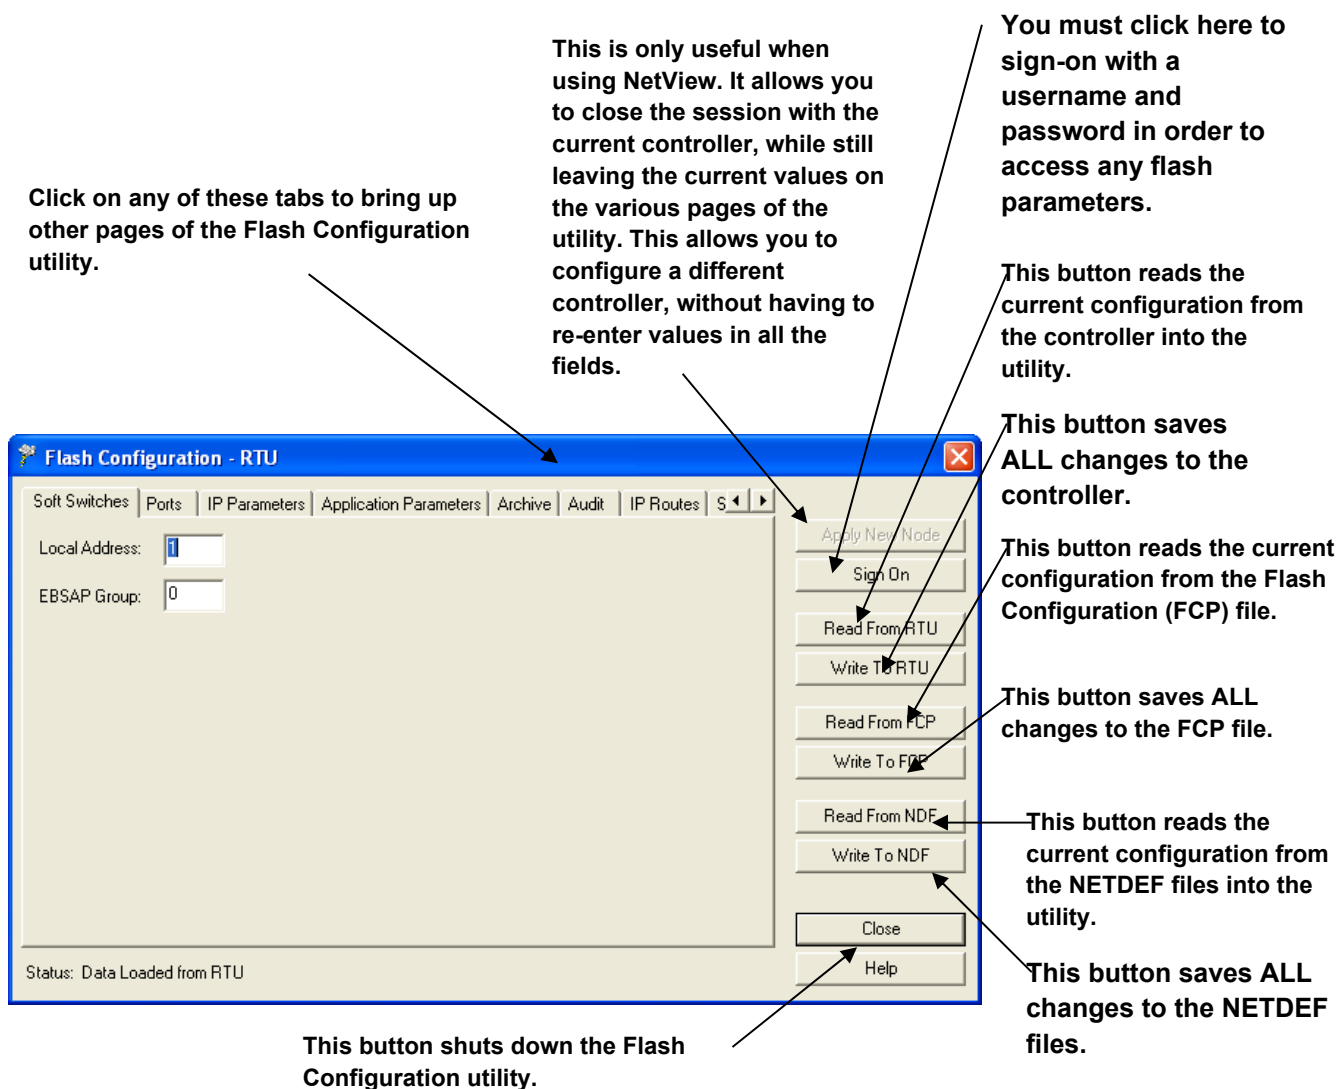 This is only useful when
using NetView. It allows you
to close the session with the
current controller, while still
leaving the current values on
the various pages of the
utility. This allows you to
configure a different
controller, without having to
re-enter values in all the
fields.
You must click here to
sign-on with a
username and
password in order to
access any flash
parameters.
Click on any of these tabs to bring up
other pages of the Flash Configuration
utility.
This button reads the
current configuration from
the controller into the
utility.
This button saves
ALL changes to the
controller.
This button reads the current
configuration from the Flash
Configuration (FCP) file.
This button saves ALL
changes to the FCP file.
This button reads the
current configuration from
the NETDEF files into the
utility.
This button saves ALL
changes to the NETDEF
files.
Flash Configuration - RTU
Soft Switches Ports IP Parameters Application Parameters Archive Audit IP Routes S
Local Address: 1
EBSAP Group: 0
Apply New Node
Sign On
Read From RTU
Write To RTU
Read From FCP
Write To FCP
Read From NDF
Write To NDF
Close
Help
Status: Data Loaded from RTU
This button shuts down the Flash
Configuration utility.